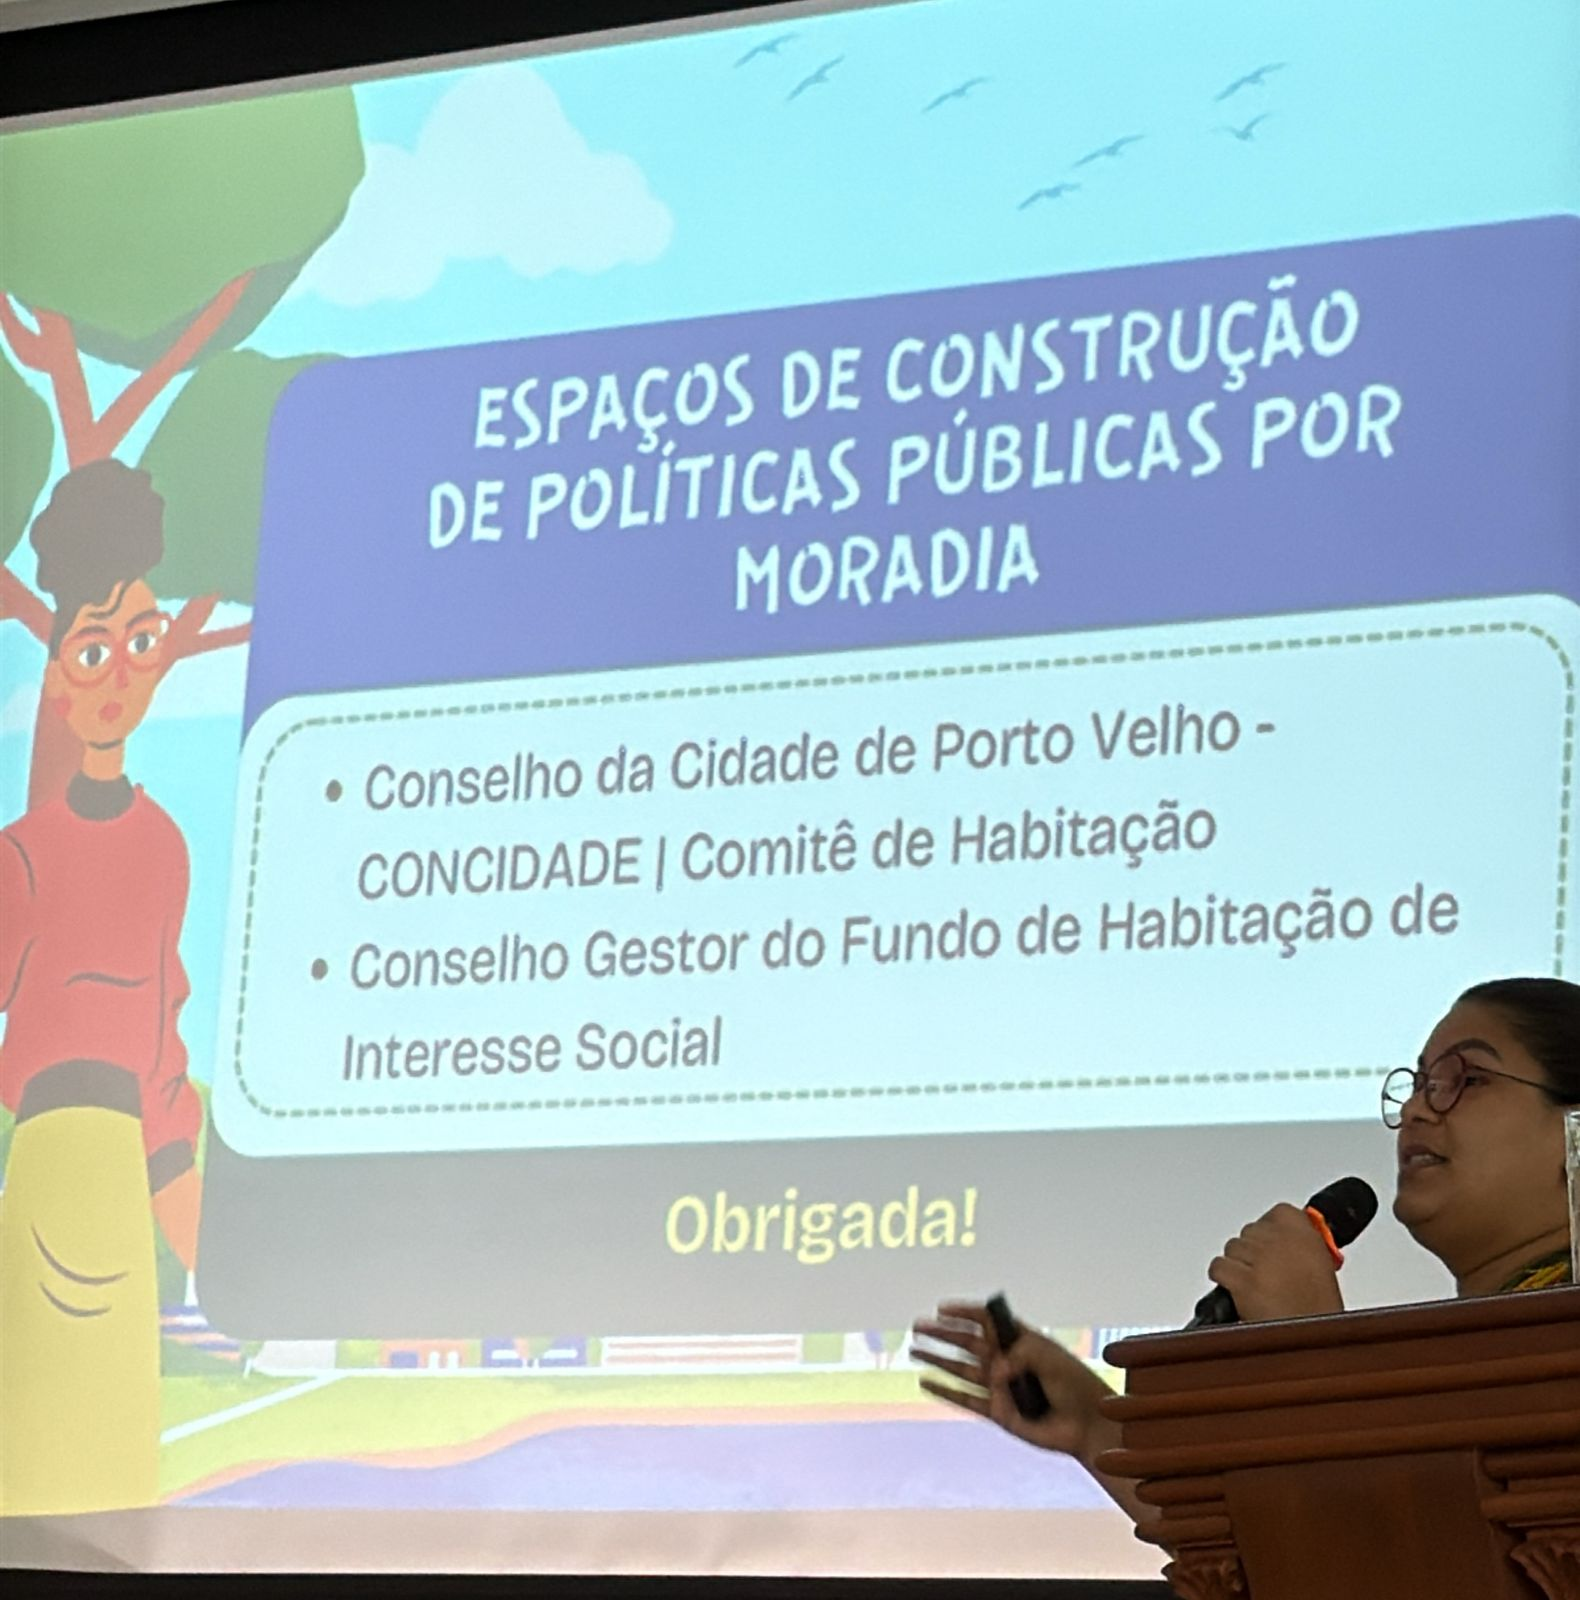 ESPAÇOS DE CONSTRUÇÃO
DE POLÍTICAS PÚBLICAS POR
MORADIA
• Conselho da Cidade de Porto Velho -
CONCIDADE | Comitê de Habitação
• Conselho Gestor do Fundo de Habitação de
Interesse Social
Obrigada!